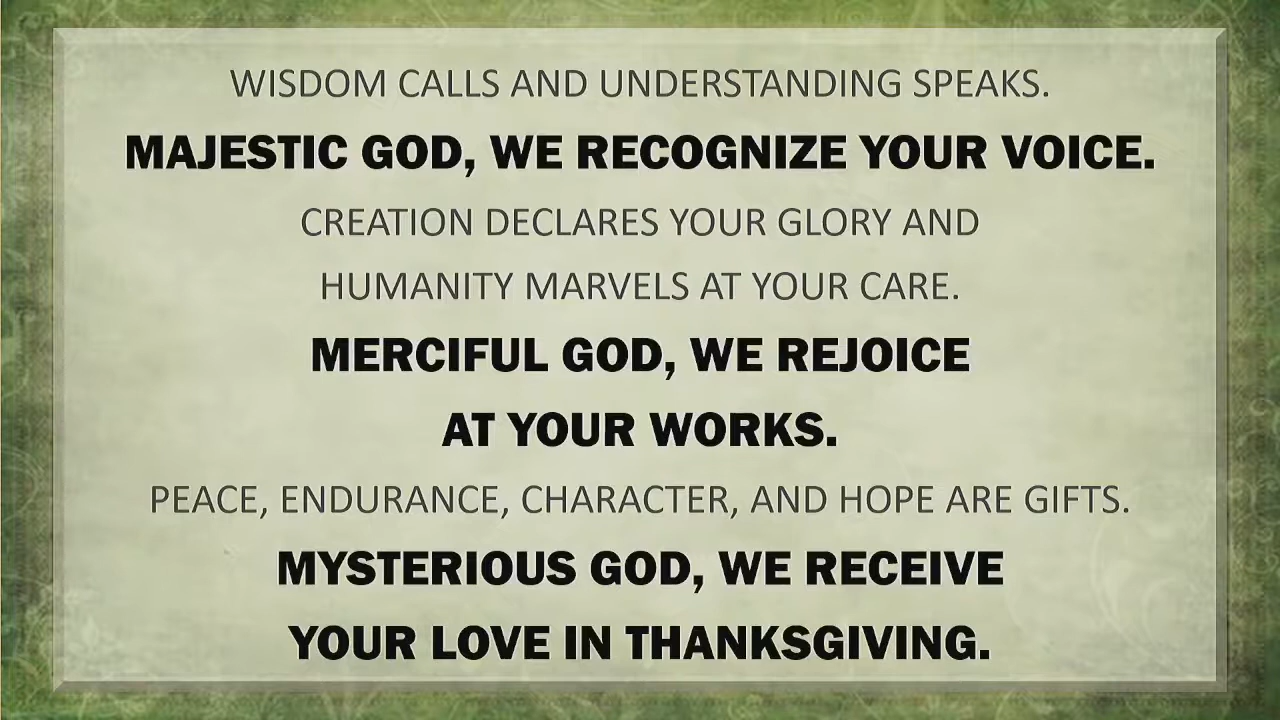 WISDOM CALLS AND UNDERSTANDING SPEAKS.
MAJESTIC GOD, WE RECOGNIZE YOUR VOICE.
CREATION DECLARES YOUR GLORY AND
HUMANITY MARVELS AT YOUR CARE.
MERCIFUL GOD, WE REJOICE
AT YOUR WORKS.
PEACE, ENDURANCE, CHARACTER, AND HOPE ARE GIFTS.
MYSTERIOUS GOD, WE RECEIVE
YOUR LOVE IN THANKSGIVING.